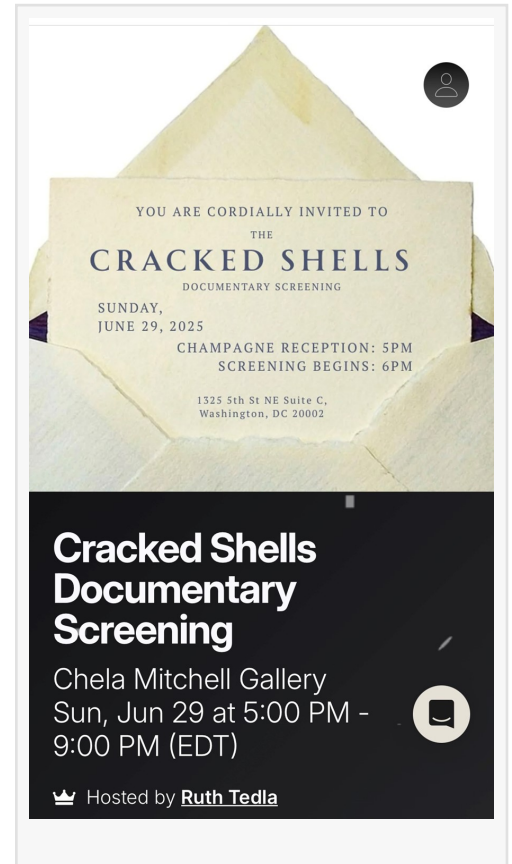 YOU ARE CORDIALLY INVITED TO
THE
CRACKED SHELLS
DOCUMENTARY SCREENING
SUNDAY,
JUNE 29, 2025
CHAMPAGNE RECEPTION: 5PM
SCREENING BEGINS: 6PM
1325 5th St NE Suite C,
Washington, DC 20002
Cracked Shells
Documentary
Screening
Chela Mitchell Gallery
Sun, Jun 29 at 5:00 PM -
9:00 PM (EDT)
Hosted by Ruth Tedla